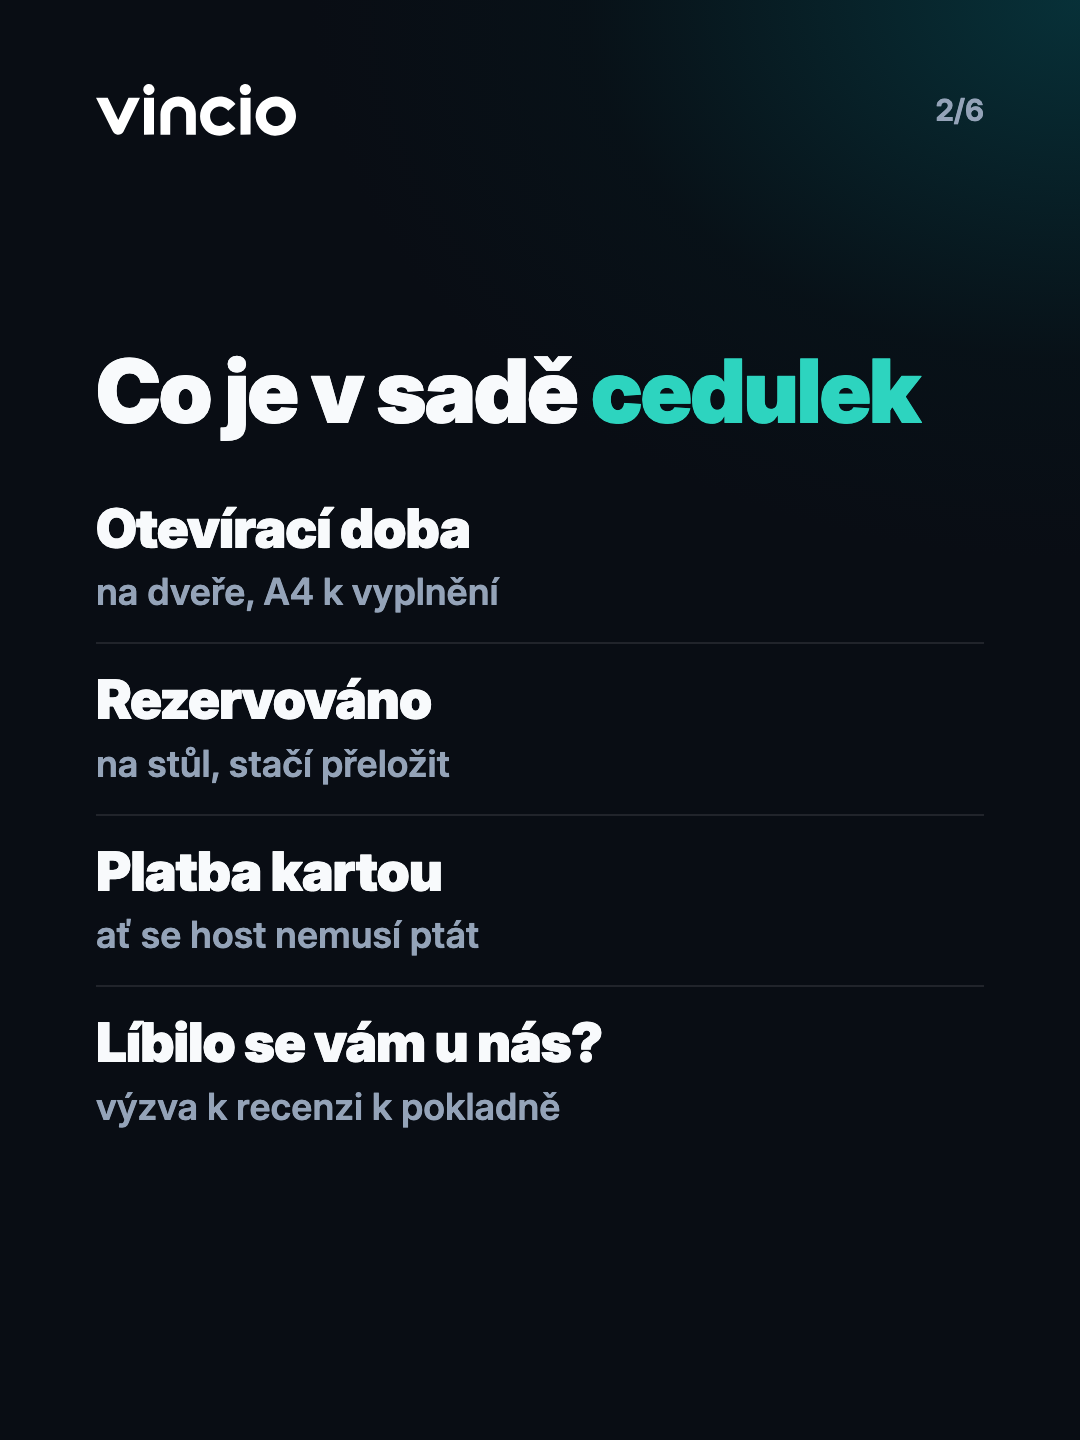 vincio
2/6
Co je v sadě cedulek
Otevírací doba
na dveře, A4 k vyplnění
Rezervováno
na stůl, stačí přeložit
Platba kartou
ať se host nemusí ptát
Líbilo se vám u nás?
výzva k recenzi k pokladně